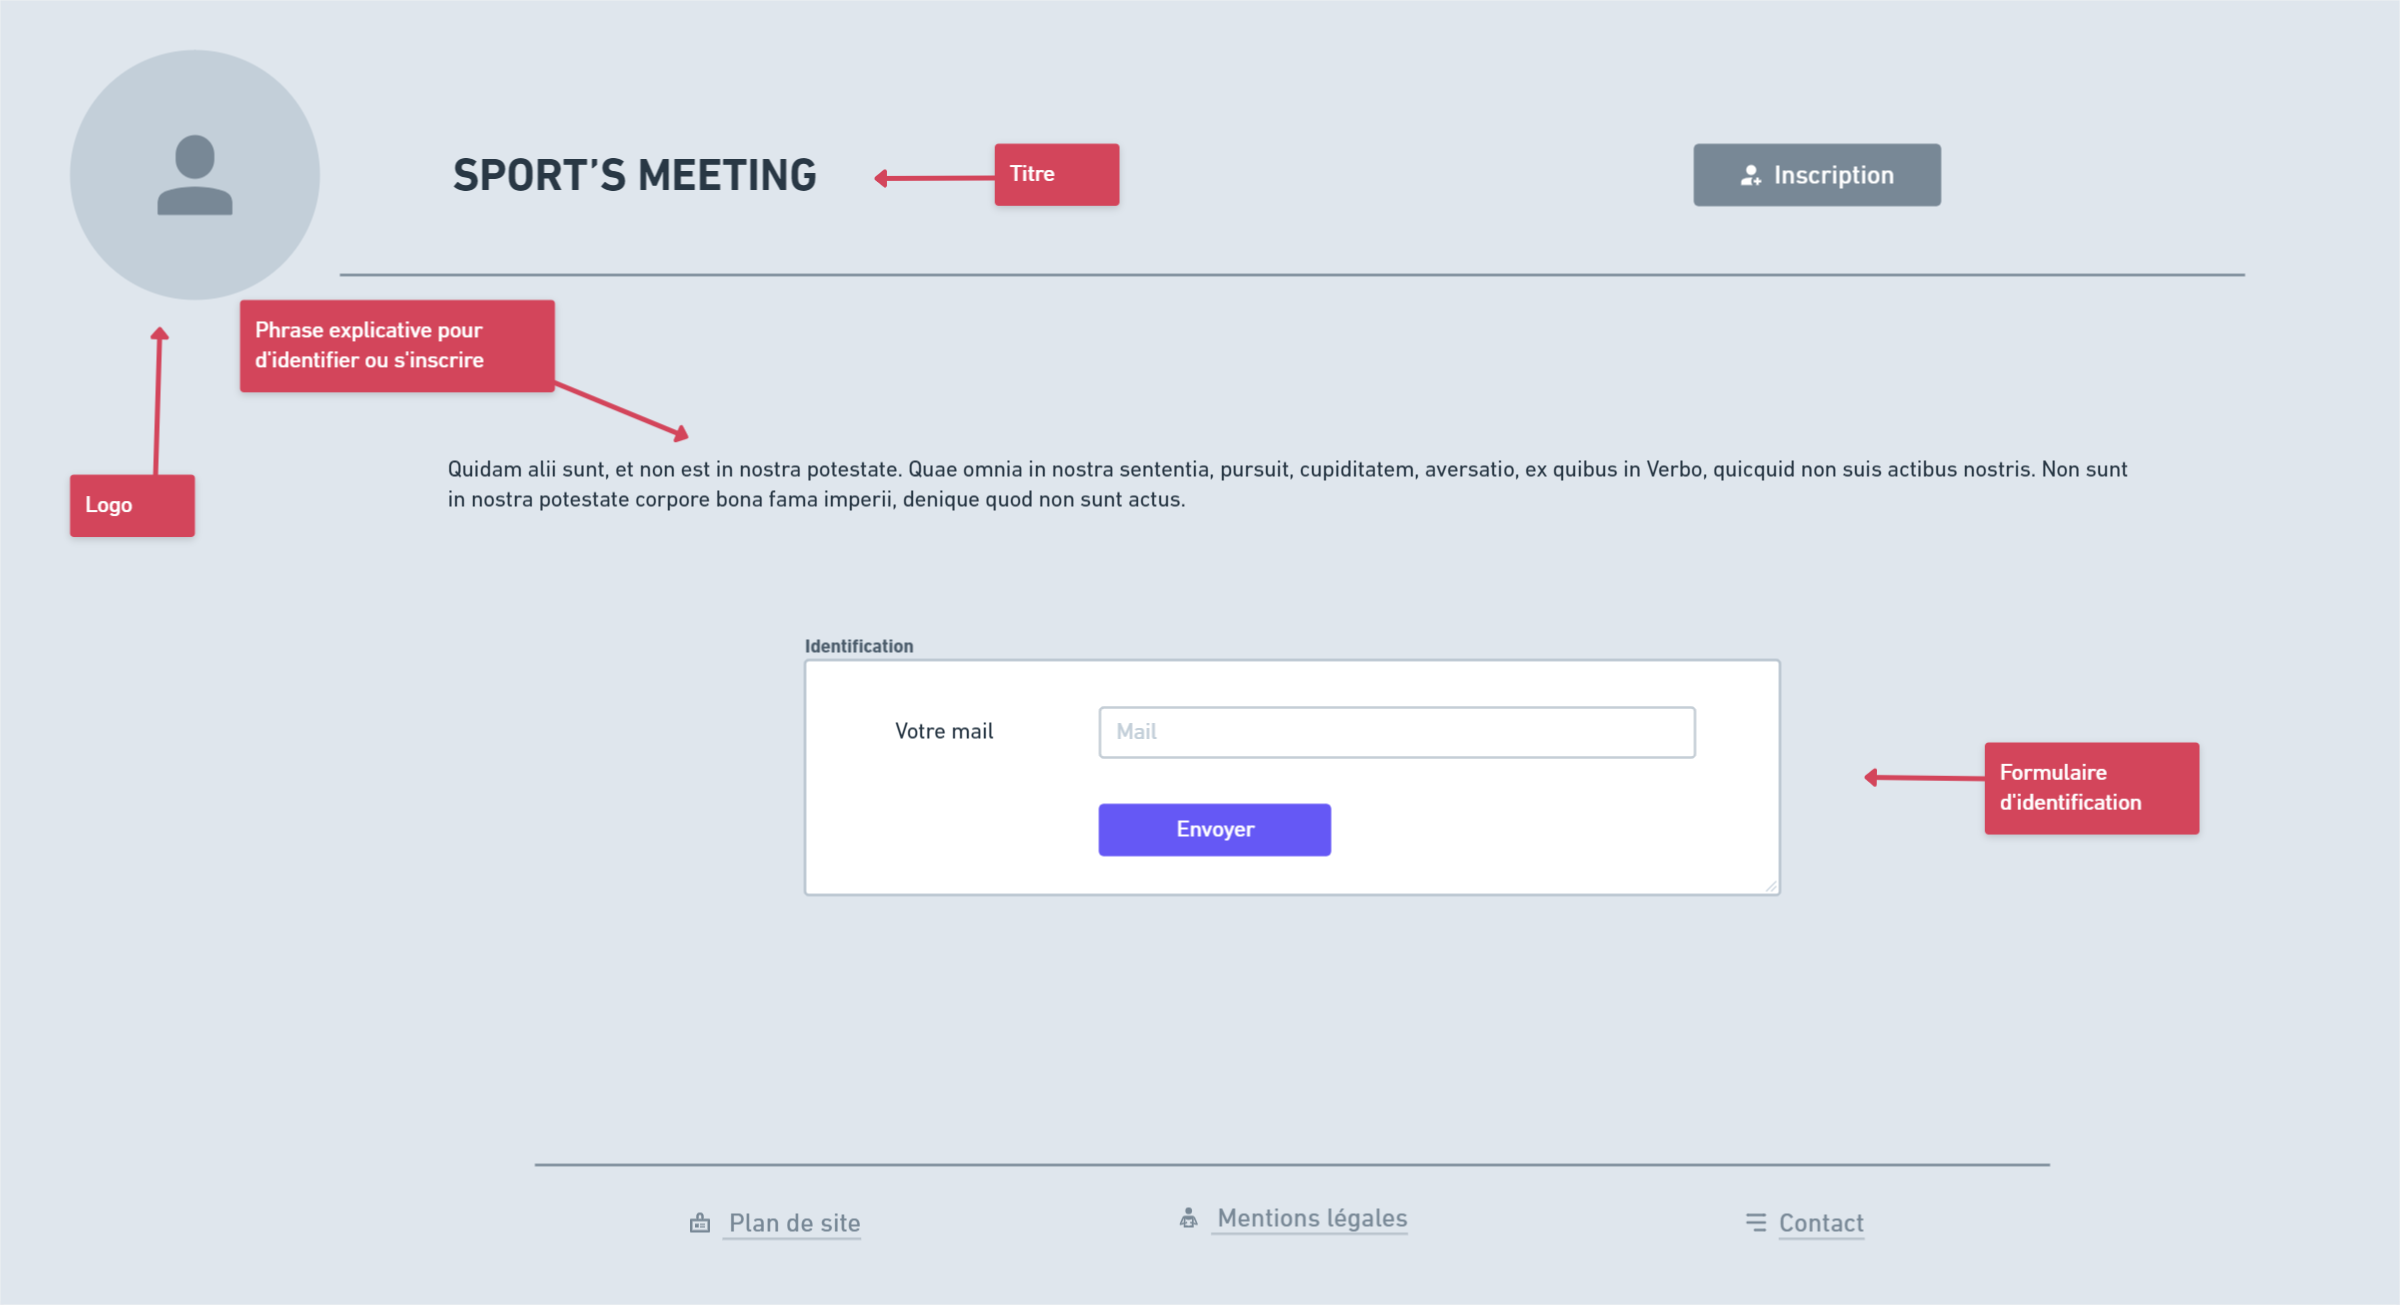 SPORT’S MEETING
Titre
Inscription
Phrase explicative pour
d'identifier ou s'inscrire
Logo
Quidam alii sunt, et non est in nostra potestate. Quae omnia in nostra sententia, pursuit, cupiditatem, aversatio, ex quibus in Verbo, quicquid non suis actibus nostris. Non sunt
in nostra potestate corpore bona fama imperii, denique quod non sunt actus.
Identification
Votre mail
Mail
Envoyer
Formulaire
d'identification
Plan de site
Mentions légales
Contact